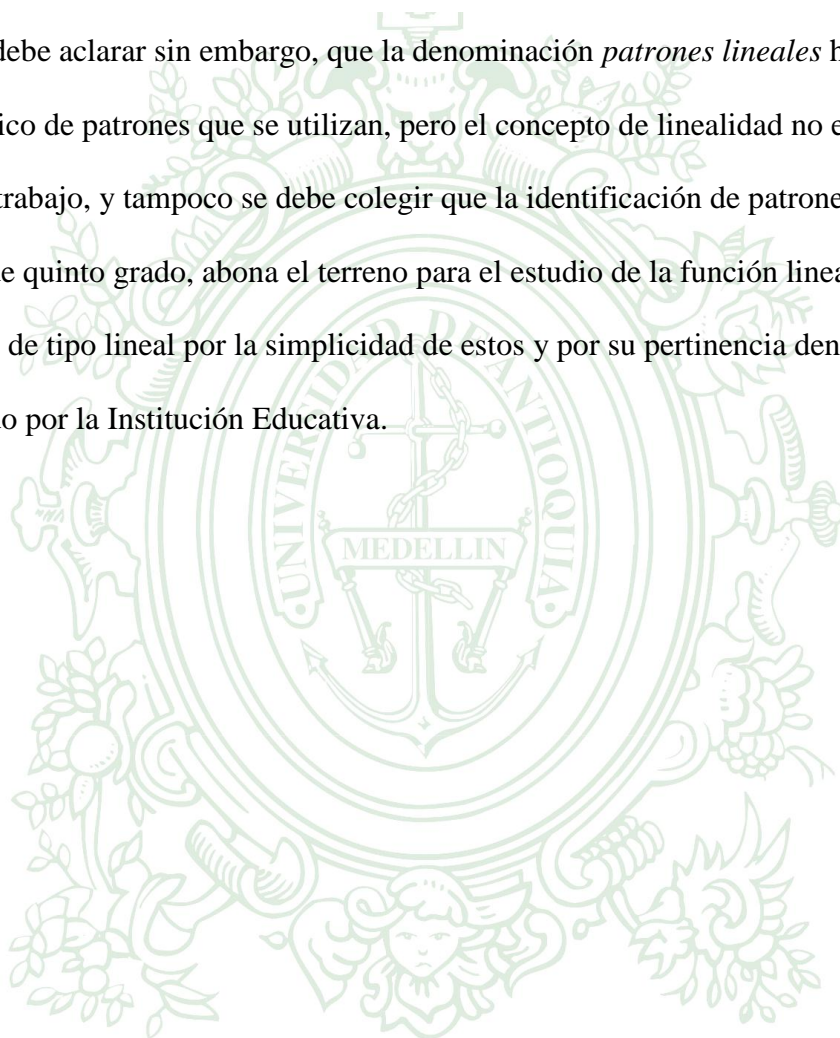 debe aclarar sin embargo, que la denominación patrones lineales
ico de patrones que se utilizan, pero el concepto de linealidad no
trabajo, y tampoco se debe colegir que la identificación de patrone
e quinto grado, abona el terreno para el estudio de la función linea
de tipo lineal por la simplicidad de estos y por su pertinencia den
o por la Institución Educativa.
UNIVERSIDAD DE ANTIOQUIA
MEDELLIN